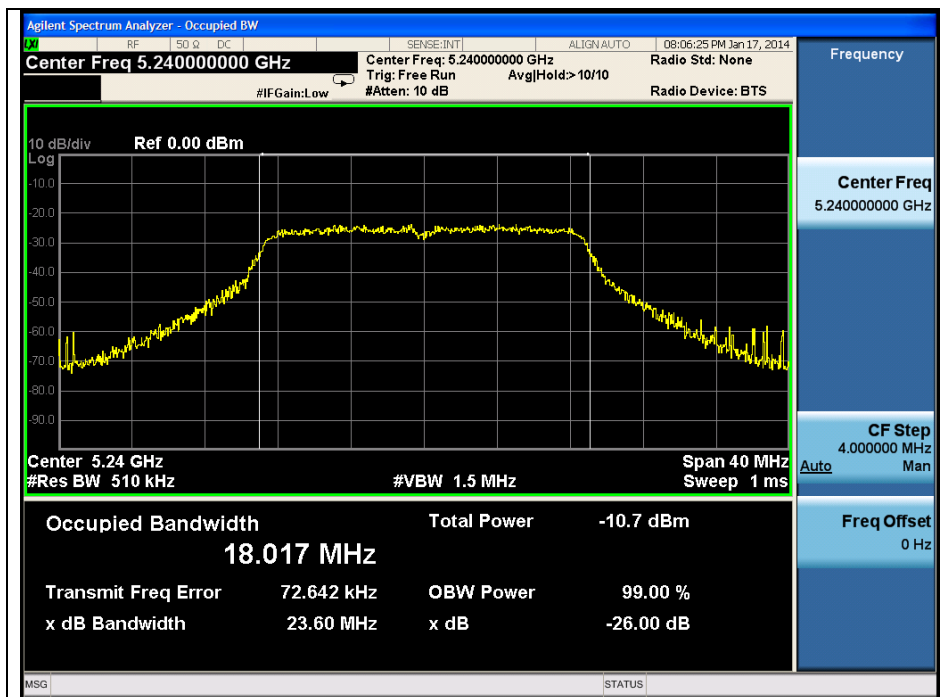 Agilent Spectrum Analyzer - Occupied BW
LXI RF 50 Ω DC SENSE:INT ALIGN AUTO 08:06:25 PM Jan 17, 2014
Center Freq 5.240000000 GHz
Center Freq: 5.240000000 GHz
Radio Std: None
Trig: Free Run Avg|Hold:>10/10
#IFGain:Low
#Atten: 10 dB
Radio Device: BTS
10 dB/div Ref 0.00 dBm
Log
-10.0
-20.0
-30.0
-40.0
-50.0
-60.0
-70.0
-80.0
-90.0
Center 5.24 GHz Span 40 MHz
#Res BW 510 kHz #VBW 1.5 MHz Sweep 1 ms
Occupied Bandwidth Total Power -10.7 dBm
18.017 MHz
Transmit Freq Error 72.642 kHz OBW Power 99.00 %
x dB Bandwidth 23.60 MHz x dB -26.00 dB
MSG STATUS
Frequency
Center Freq
5.240000000 GHz
CF Step
4.000000 MHz
Auto Man
Freq Offset
0 Hz